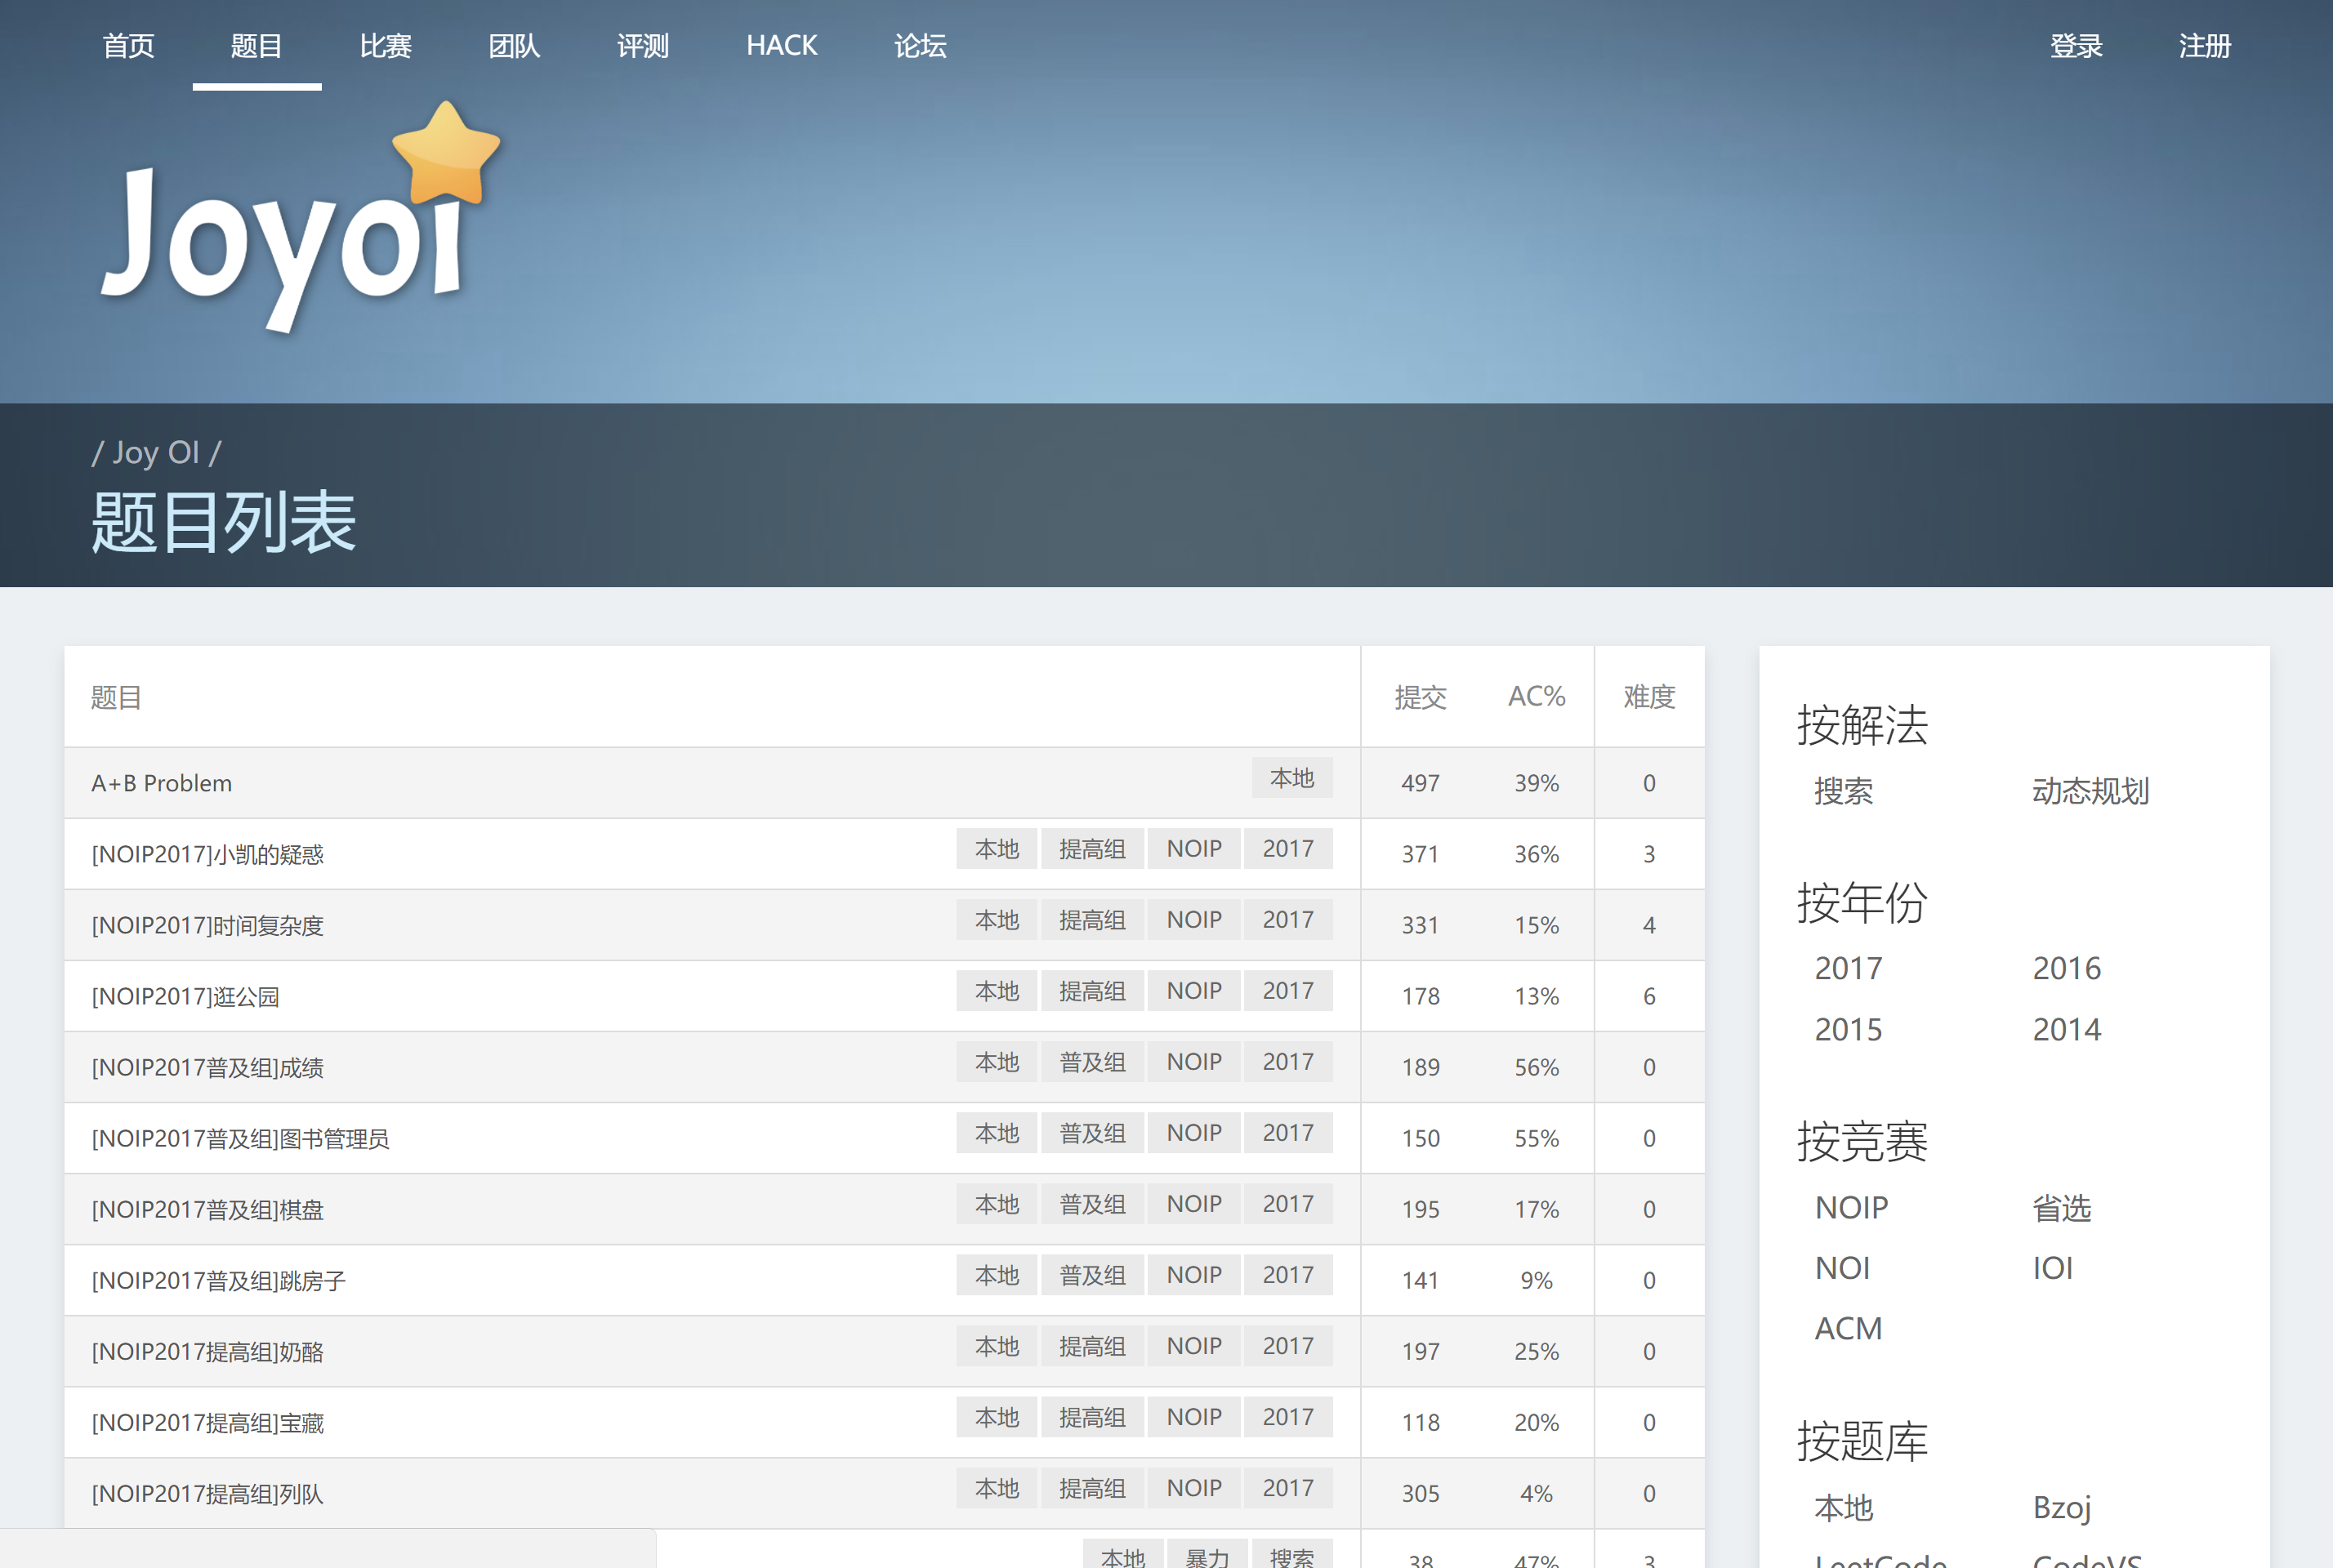 首页 题目 比赛 团队 评测 HACK 论坛 登录 注册
JoyOI
/ Joy OI /
题目列表
题目 提交 AC% 难度
A+B Problem 本地 497 39% 0
[NOIP2017]小凯的疑惑 本地 提高组 NOIP 2017 371 36% 3
[NOIP2017]时间复杂度 本地 提高组 NOIP 2017 331 15% 4
[NOIP2017]逛公园 本地 提高组 NOIP 2017 178 13% 6
[NOIP2017普及组]成绩 本地 普及组 NOIP 2017 189 56% 0
[NOIP2017普及组]图书管理员 本地 普及组 NOIP 2017 150 55% 0
[NOIP2017普及组]棋盘 本地 普及组 NOIP 2017 195 17% 0
[NOIP2017普及组]跳房子 本地 普及组 NOIP 2017 141 9% 0
[NOIP2017提高组]奶酪 本地 提高组 NOIP 2017 197 25% 0
[NOIP2017提高组]宝藏 本地 提高组 NOIP 2017 118 20% 0
[NOIP2017提高组]列队 本地 提高组 NOIP 2017 305 4% 0
本地 暴力 搜索 38 47% 3
按解法
搜索 动态规划
按年份
2017 2016
2015 2014
按竞赛
NOIP 省选
NOI IOI
ACM
按题库
本地 Bzoj
LeetCode CodeVS